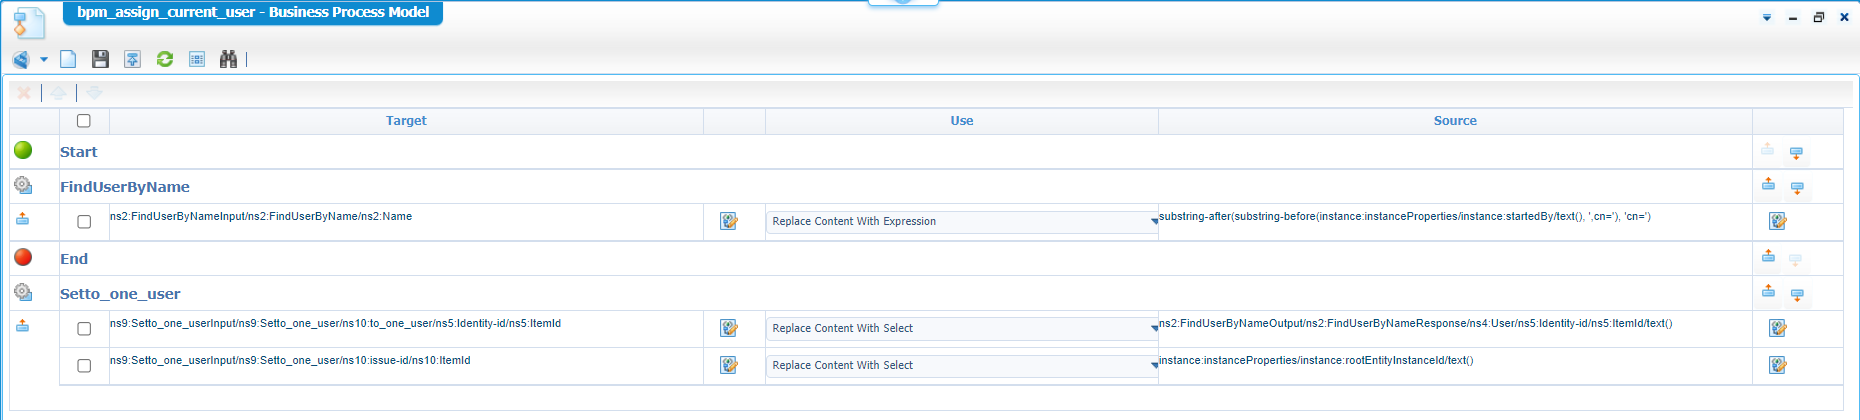 bpm_assign_current_user - Business Process Model
Target Use Source
Start
FindUserByName
ns2:FindUserByNameInput/ns2:FindUserByName/ns2:Name Replace Content With Expression substring-after(substring-before(instance:instanceProperties/instance:startedBy/text(), ',cn='), 'cn=')
End
Setto_one_user
ns9:Setto_one_userInput/ns9:Setto_one_user/ns10:to_one_user/ns5:Identity-id/ns5:ItemId Replace Content With Select ns2:FindUserByNameOutput/ns2:FindUserByNameResponse/ns4:User/ns5:Identity-id/ns5:ItemId/text()
ns9:Setto_one_userInput/ns9:Setto_one_user/ns10:issue-id/ns10:ItemId Replace Content With Select instance:instanceProperties/instance:rootEntityInstanceId/text()